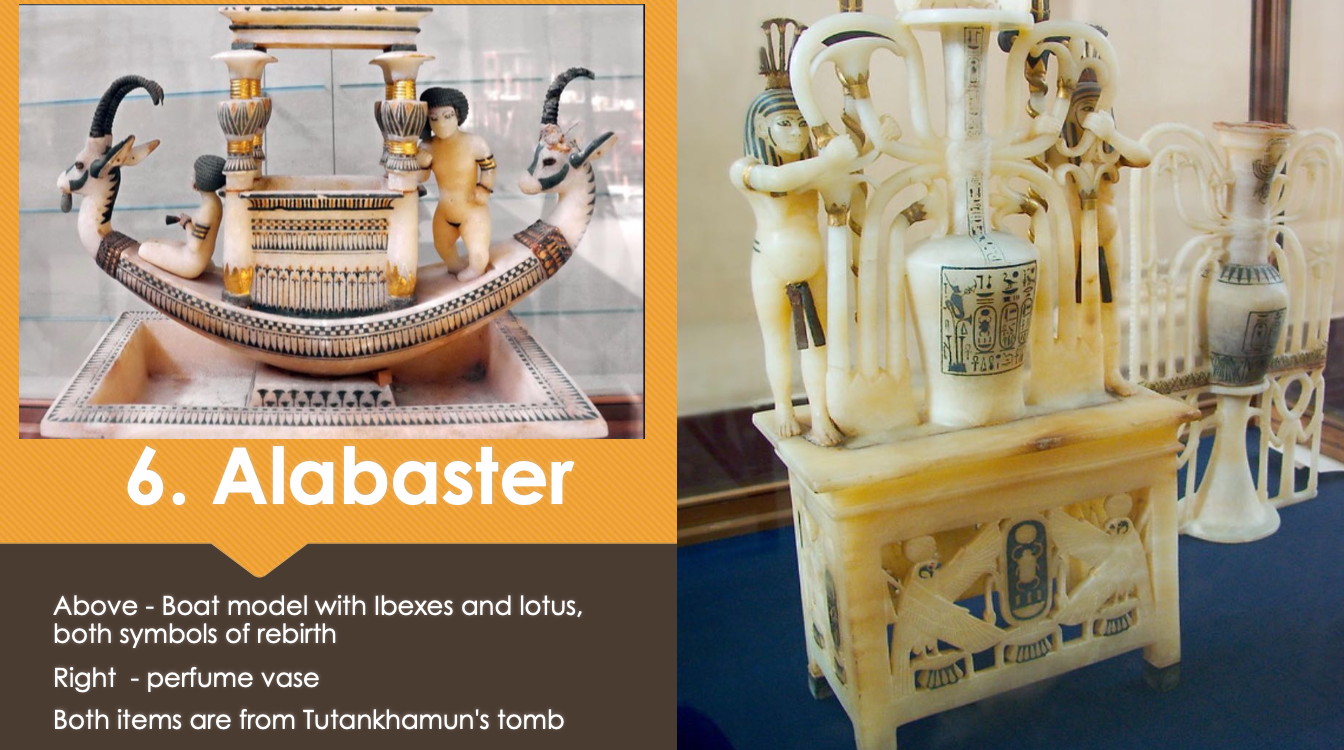 6. Alabaster
Above - Boat model with Ibexes and lotus,
both symbols of rebirth
Right - perfume vase
Both items are from Tutankhamun's tomb